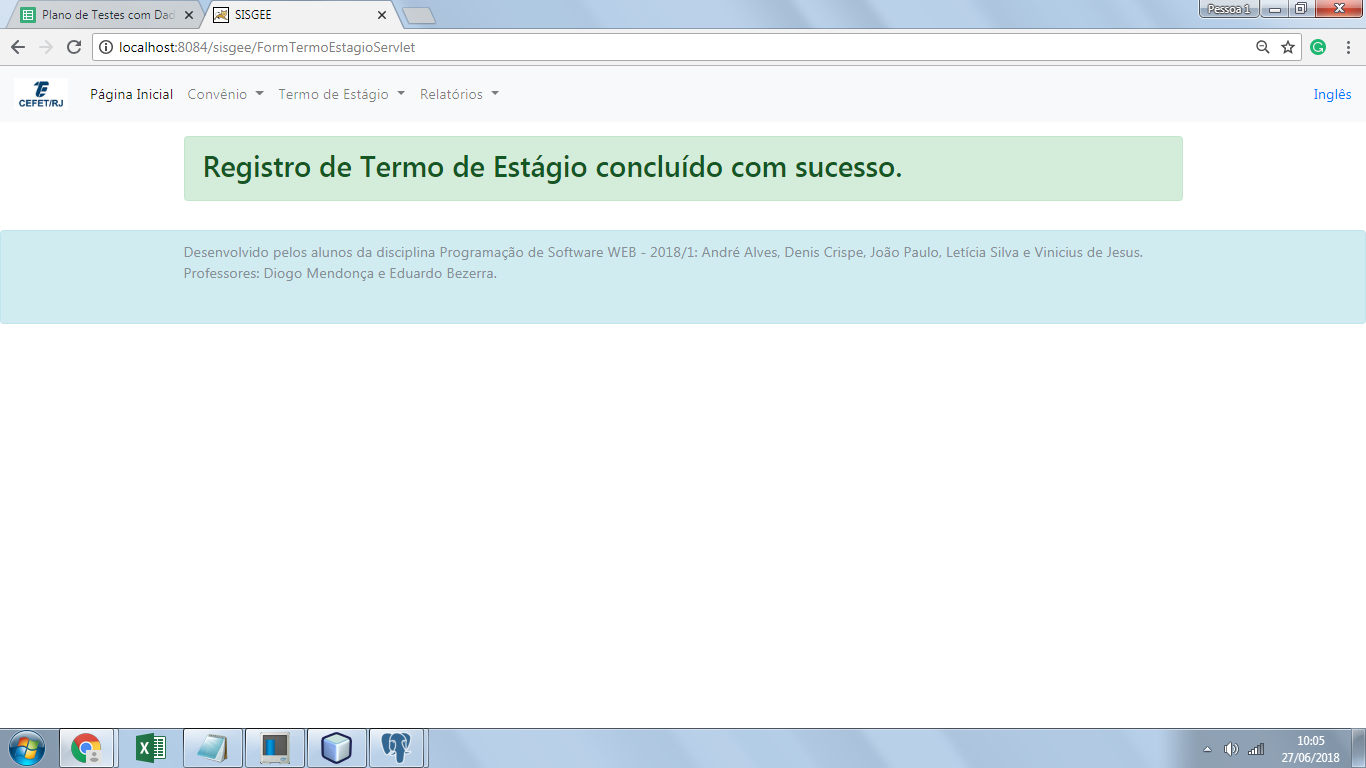 Plano de Testes com Dad
SISGEE
Pessoa 1
localhost:8084/sisgee/FormTermoEstagioServlet
CEFET/RJ
Página Inicial
Convênio
Termo de Estágio
Relatórios
Inglês
Registro de Termo de Estágio concluído com sucesso.
Desenvolvido pelos alunos da disciplina Programação de Software WEB - 2018/1: André Alves, Denis Crispe, João Paulo, Letícia Silva e Vinicius de Jesus.
Professores: Diogo Mendonça e Eduardo Bezerra.
10:05
27/06/2018